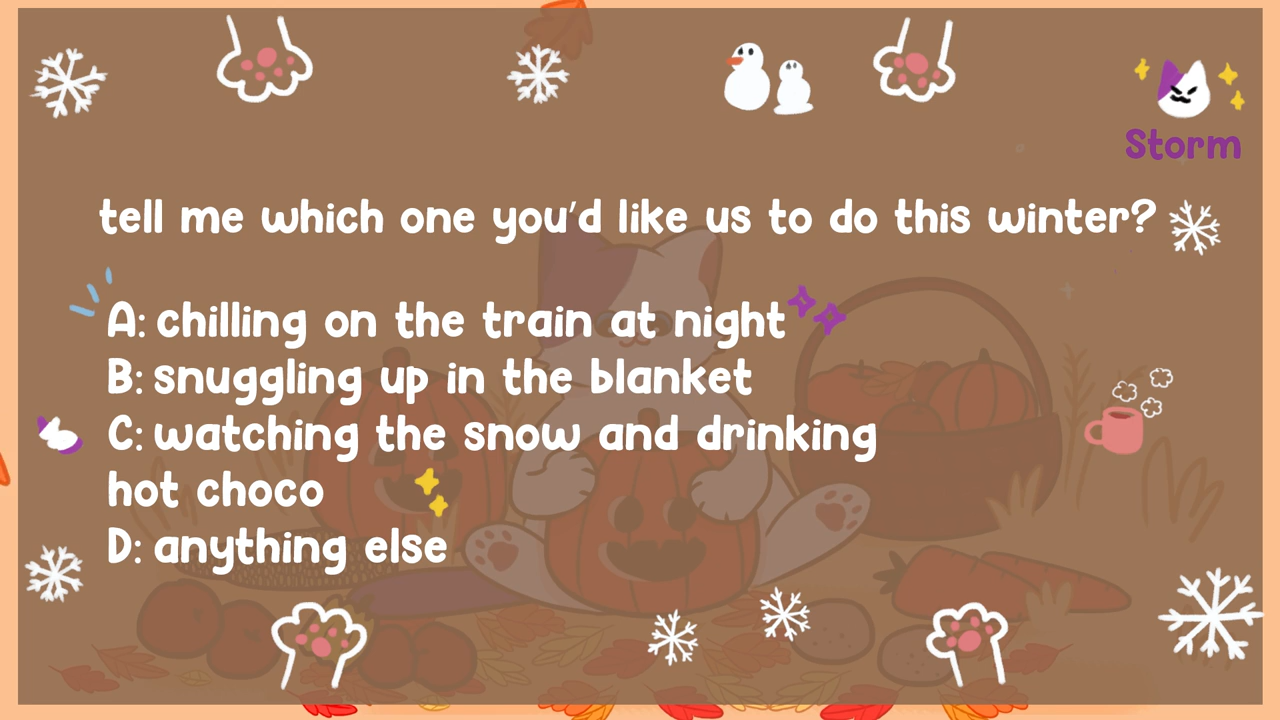 Storm
tell me which one you'd like us to do this winter?
A: chilling on the train at night
B: snuggling up in the blanket
C: watching the snow and drinking
hot choco
D: anything else